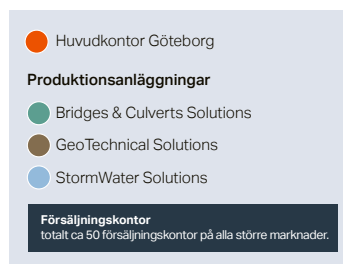 Huvudkontor Göteborg
Produktionsanläggningar
Bridges & Culverts Solutions
GeoTechnical Solutions
StormWater Solutions
Försäljningskontor
totalt ca 50 försäljningskontor på alla större marknader.